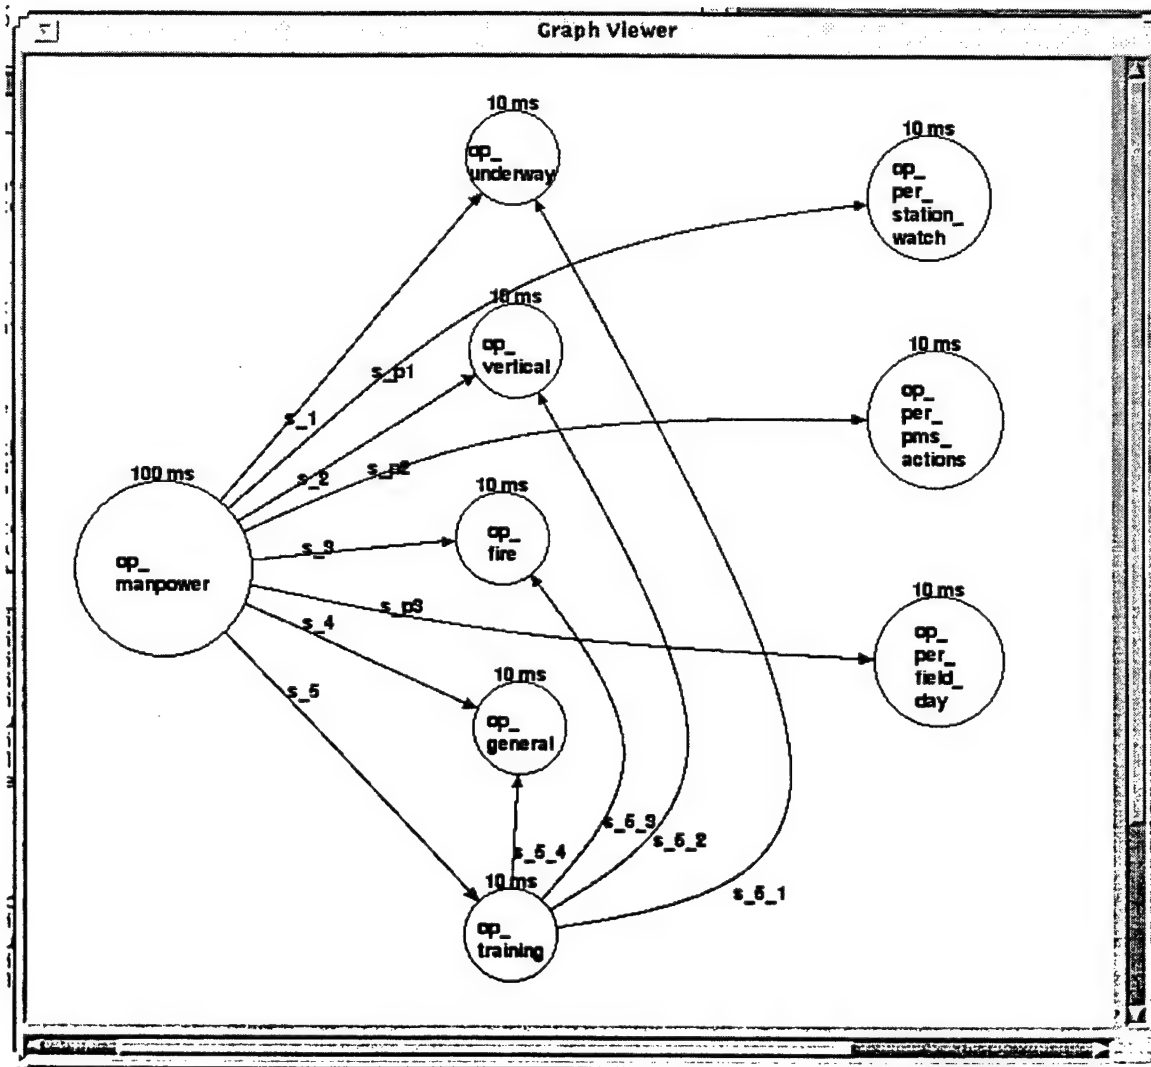 Graph Viewer
10 ms
op_
underway
10 ms
op_
per_
station_
watch
10 ms
op_
vertical
s_p1
s_1
10 ms
op_
per_
pms_
actions
s_2
s_p2
100 ms
op_
manpower
10 ms
op_
fire
s_3
s_p3
s_4
10 ms
op_
per_
field_
day
s_5
10 ms
op_
general
s_5_3
s_5_2
s_5_4
s_5_1
10 ms
op_
training